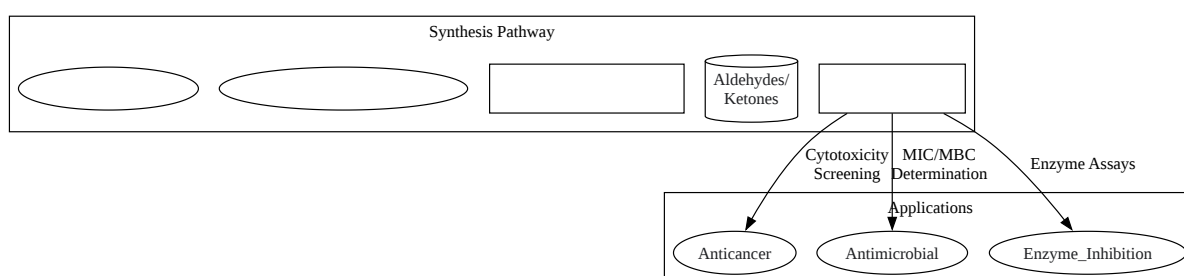 Synthesis Pathway
Aldehydes/
Ketones
Cytotoxicity
Screening
MIC/MBC
Determination
Enzyme Assays
Applications
Anticancer
Antimicrobial
Enzyme_Inhibition